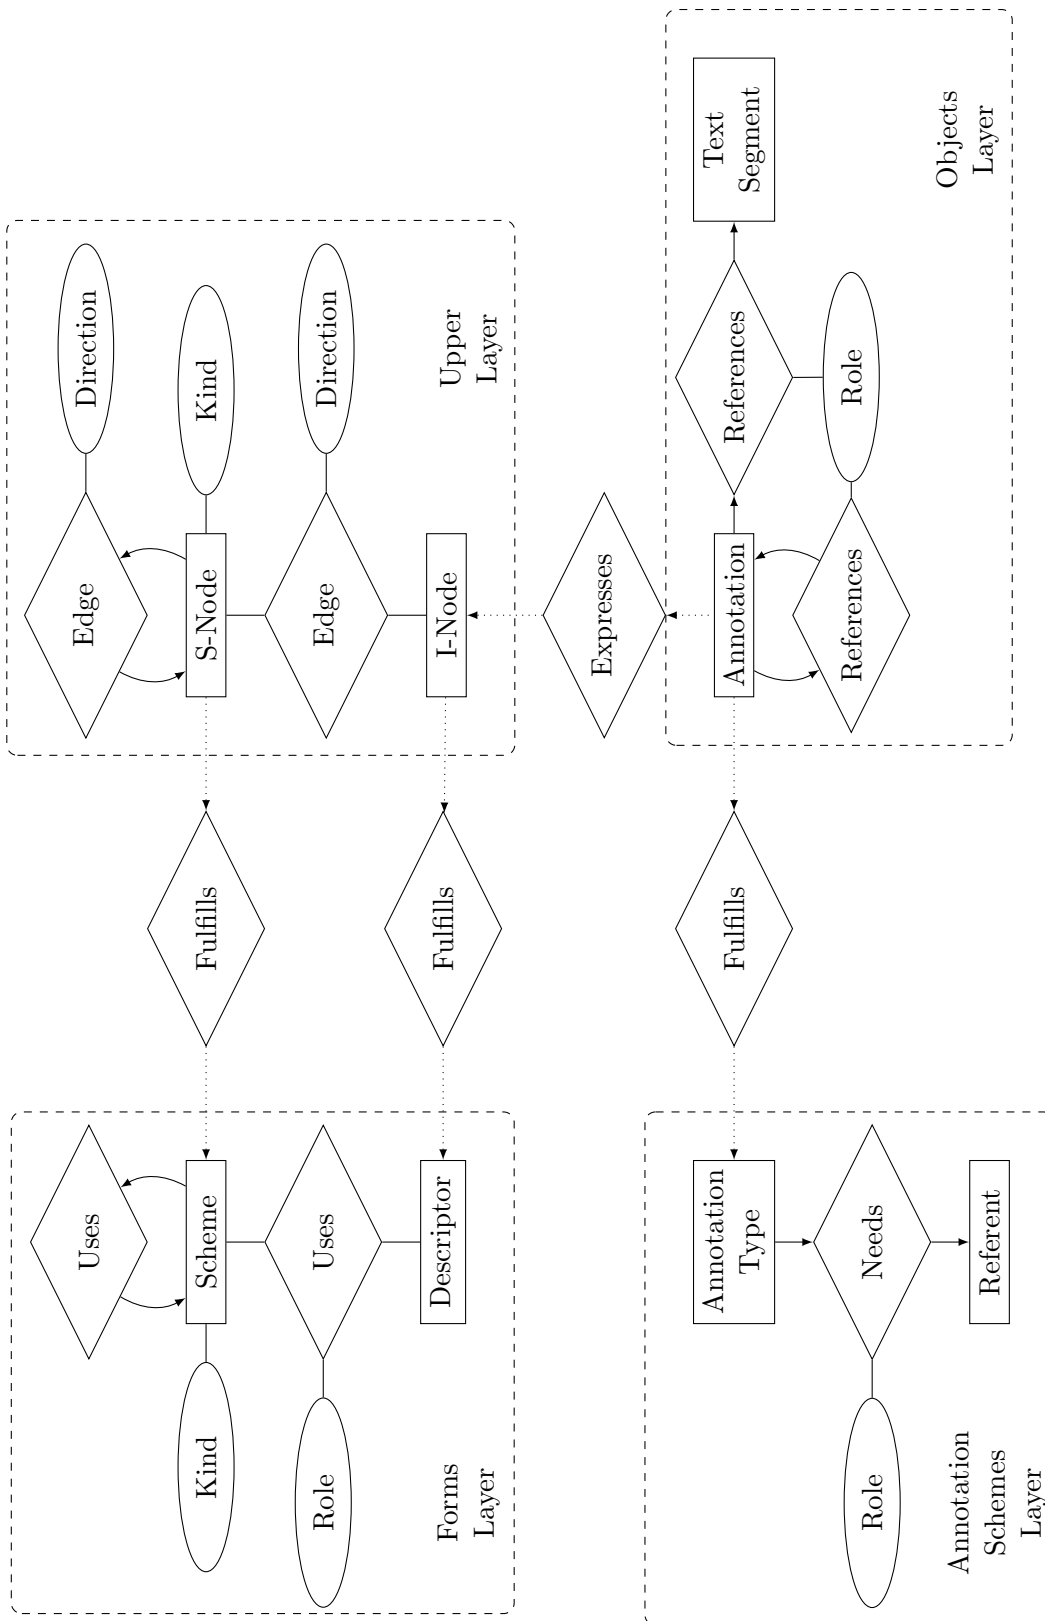 Kind
Uses
Scheme
Role
Uses
Descriptor
Forms
Layer
Fulfills
Fulfills
Edge
Direction
S-Node
Kind
Edge
Direction
I-Node
Upper
Layer
Expresses
Annotation
Type
Role
Needs
Referent
Annotation
Schemes
Layer
Fulfills
Annotation
References
Text
Segment
References
Role
Objects
Layer